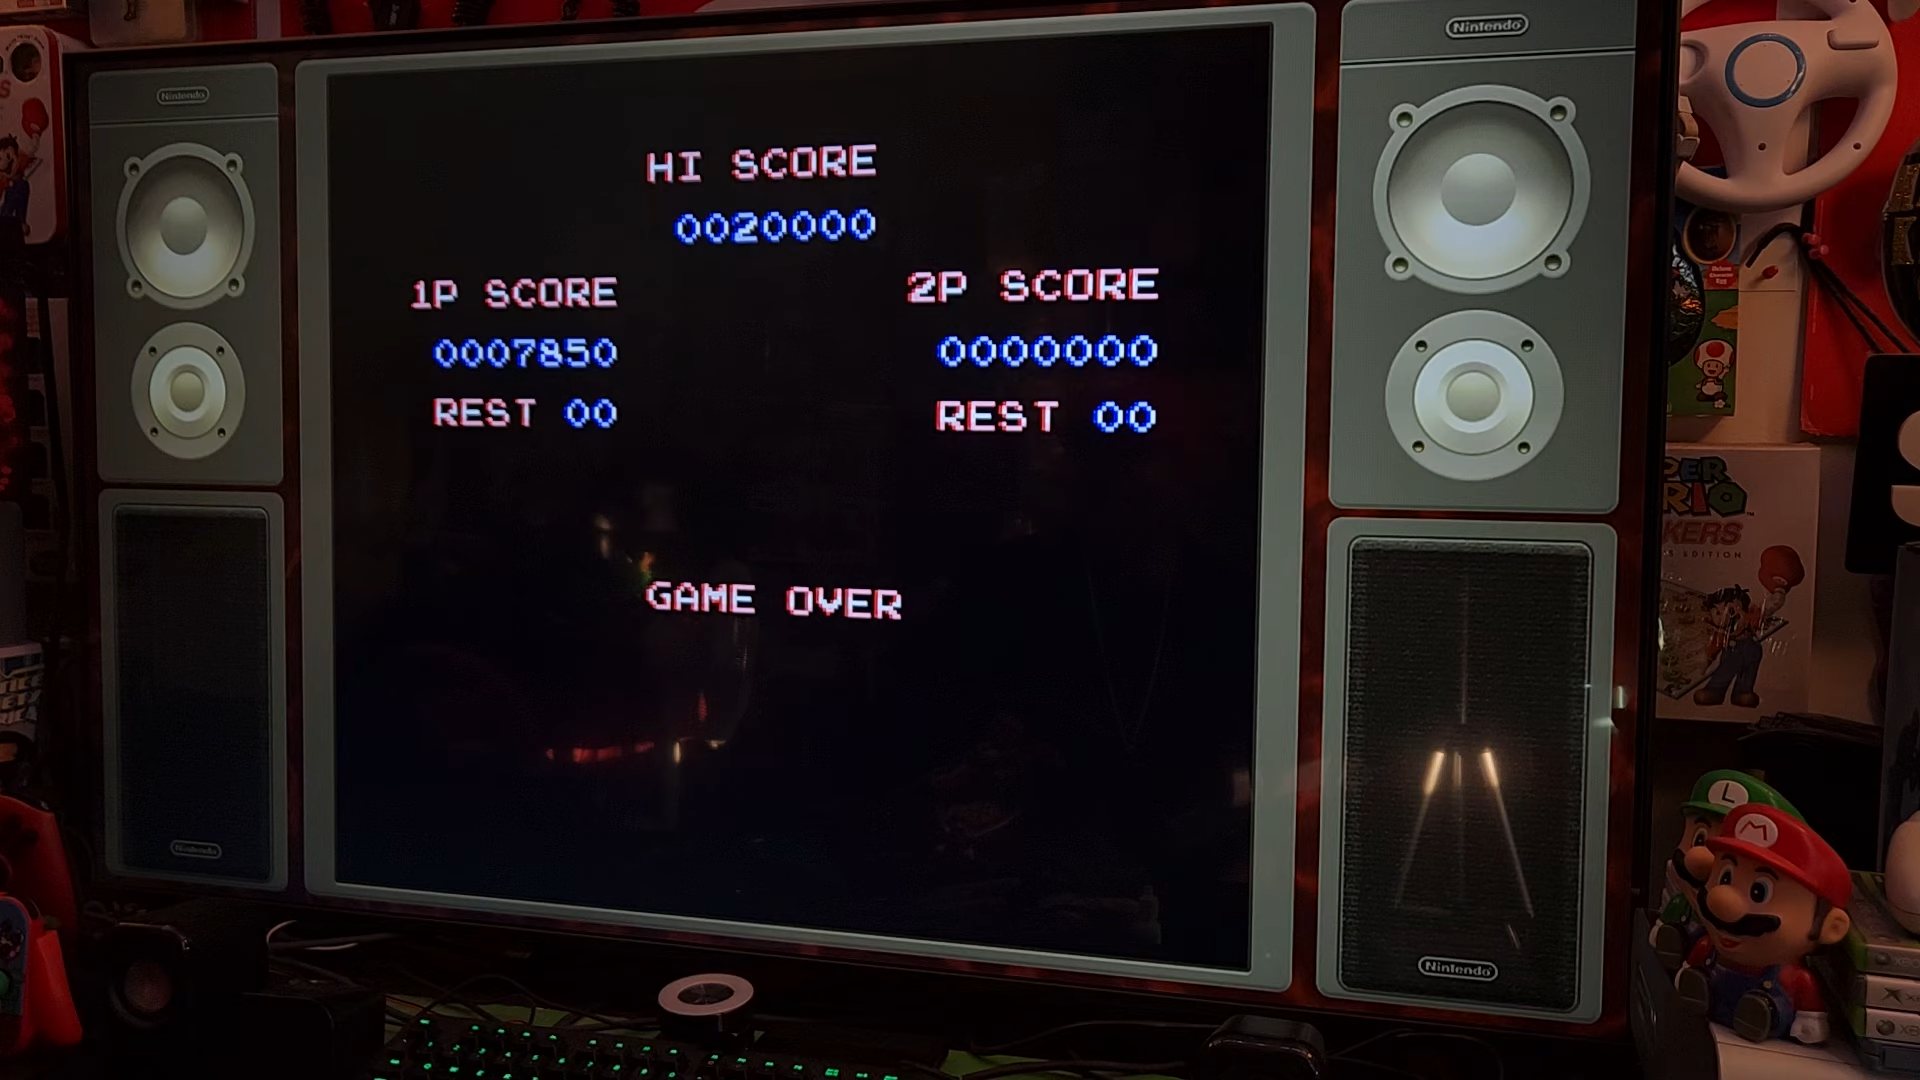 Nintendo
Nintendo
HI SCORE
0020000
1P SCORE
2P SCORE
0007850
0000000
REST 00
REST 00
GAME OVER
Nintendo
Nintendo
L
M